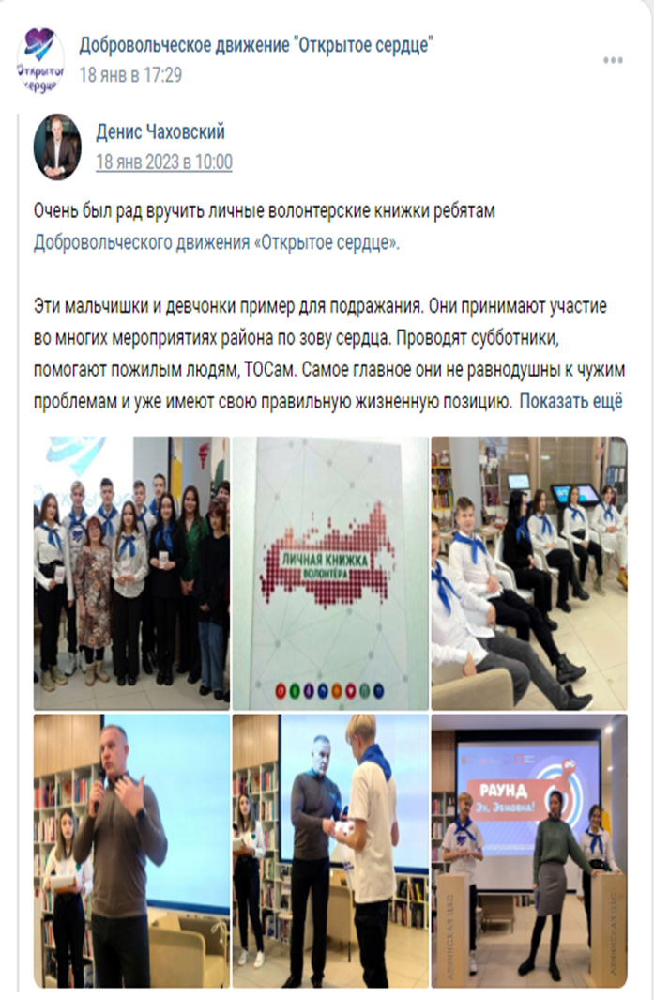 Добровольческое движение "Открытое сердце"
18 янв в 17:29
Открытое
сердце
Денис Чаховский
18 янв 2023 в 10:00
Очень был рад вручить личные волонтерские книжки ребятам
Добровольческого движения «Открытое сердце».
Эти мальчишки и девчонки пример для подражания. Они принимают участие
во многих мероприятиях района по зову сердца. Проводят субботники,
помогают пожилым людям, ТОСам. Самое главное они не равнодушны к чужим
проблемам и уже имеют свою правильную жизненную позицию. Показать ещё
ЛИЧНАЯ КНИЖКА
ВОЛОНТЁРА
РАУНД